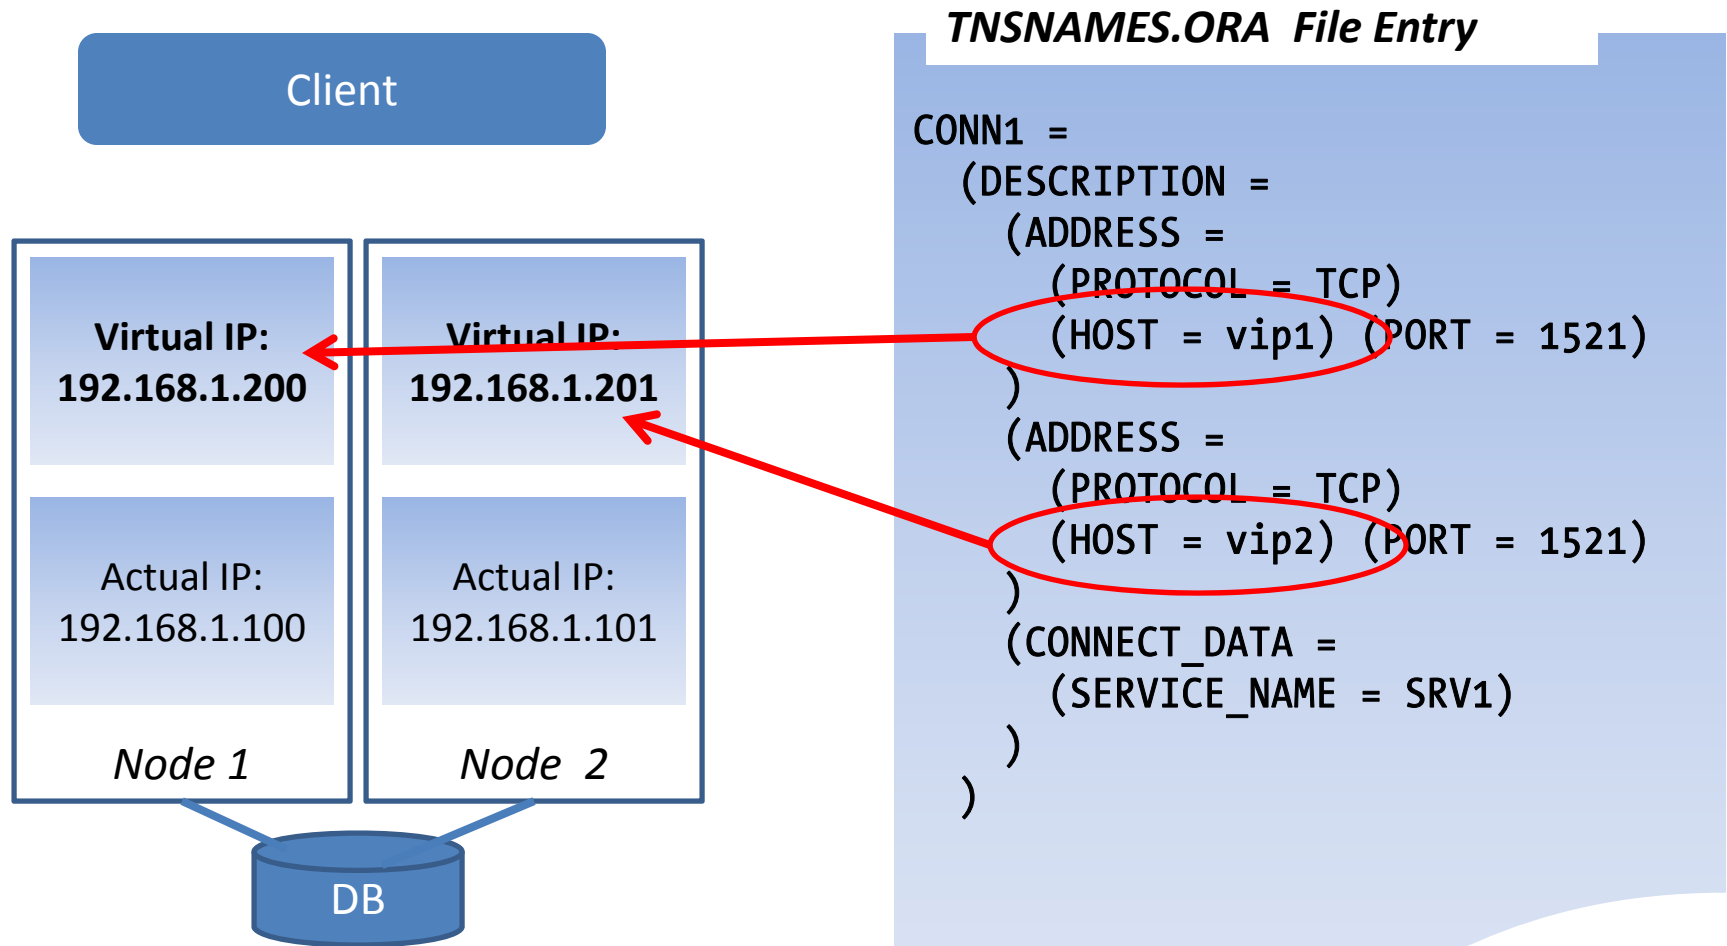 Client
Virtual IP:
192.168.1.200
Actual IP:
192.168.1.100
Node 1
Virtual IP:
192.168.1.201
Actual IP:
192.168.1.101
Node 2
DB
TNSNAMES.ORA File Entry
CONN1 =
(DESCRIPTION =
(ADDRESS =
(PROTOCOL = TCP)
(HOST = vip1) (PORT = 1521)
)
(ADDRESS =
(PROTOCOL = TCP)
(HOST = vip2) (PORT = 1521)
)
(CONNECT_DATA =
(SERVICE_NAME = SRV1)
)
)